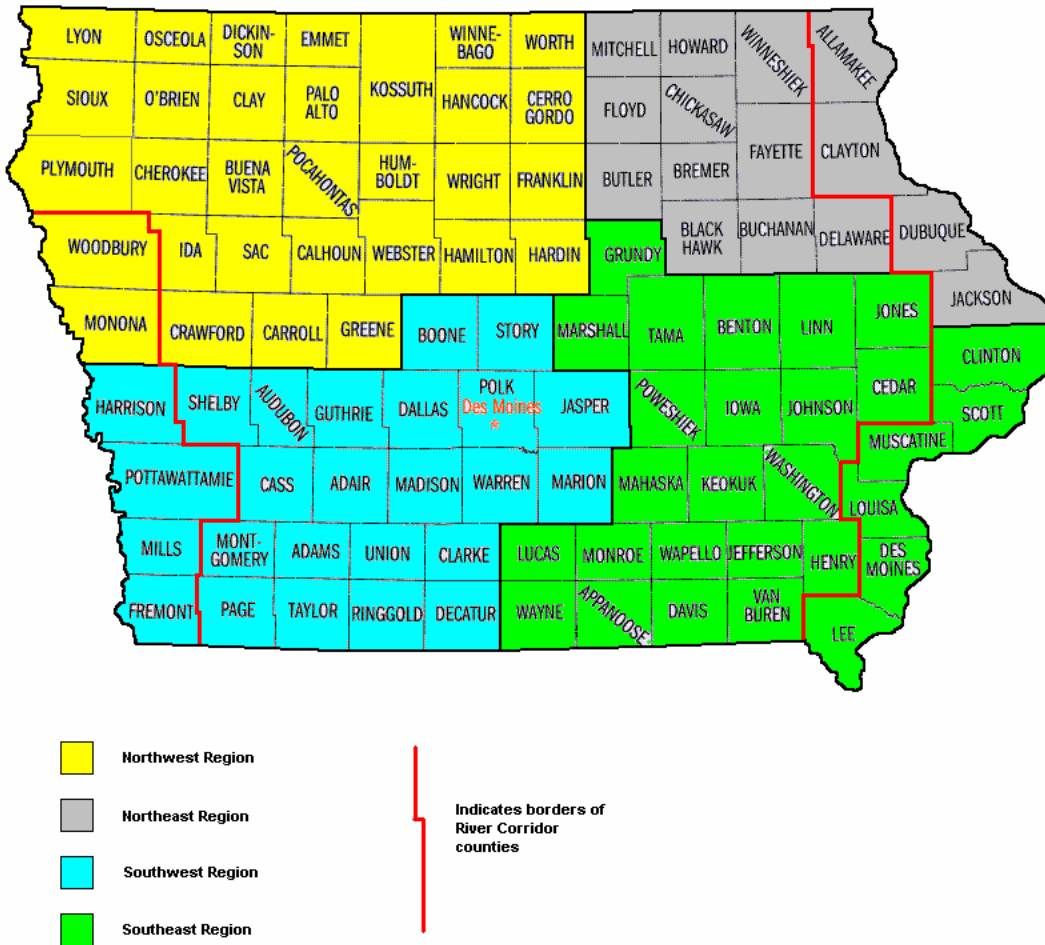 LYON
OSCEOLA
DICKIN-
SON
EMMET
WINNE-
BAGO
WORTH
MITCHELL
HOWARD
WINNESHIEK
ALLAMAKEE
SIOUX
O'BRIEN
CLAY
PALO
ALTO
KOSSUTH
HANCOCK
CERRO
GORDO
FLOYD
CHICKASAW
PLYMOUTH
CHEROKEE
BUENA
VISTA
POCAHONTAS
HUM-
BOLDT
WRIGHT
FRANKLIN
BUTLER
BREMER
FAYETTE
CLAYTON
WOODBURY
IDA
SAC
CALHOUN
WEBSTER
HAMILTON
HARDIN
GRUNDY
BLACK
HAWK
BUCHANAN
DELAWARE
DUBUQUE
MONONA
CRAWFORD
CARROLL
GREENE
BOONE
STORY
MARSHALL
TAMA
BENTON
LINN
JONES
JACKSON
CLINTON
HARRISON
SHELBY
AUDUBON
GUTHRIE
DALLAS
POLK
Des Moines
*
JASPER
POWESHIEK
IOWA
JOHNSON
CEDAR
SCOTT
MUSCATINE
POTTAWATTAMIE
CASS
ADAIR
MADISON
WARREN
MARION
MAHASKA
KEOKUK
WASHINGTON
LOUISA
MILLS
MONT-
GOMERY
ADAMS
UNION
CLARKE
LUCAS
MONROE
WAPELLO
JEFFERSON
HENRY
DES
MOINES
FREMONT
PAGE
TAYLOR
RINGGOLD
DECATUR
WAYNE
APPANOOSE
DAVIS
VAN
BUREN
LEE
Northwest Region
Northeast Region
Southwest Region
Southeast Region
Indicates borders of
River Corridor
counties